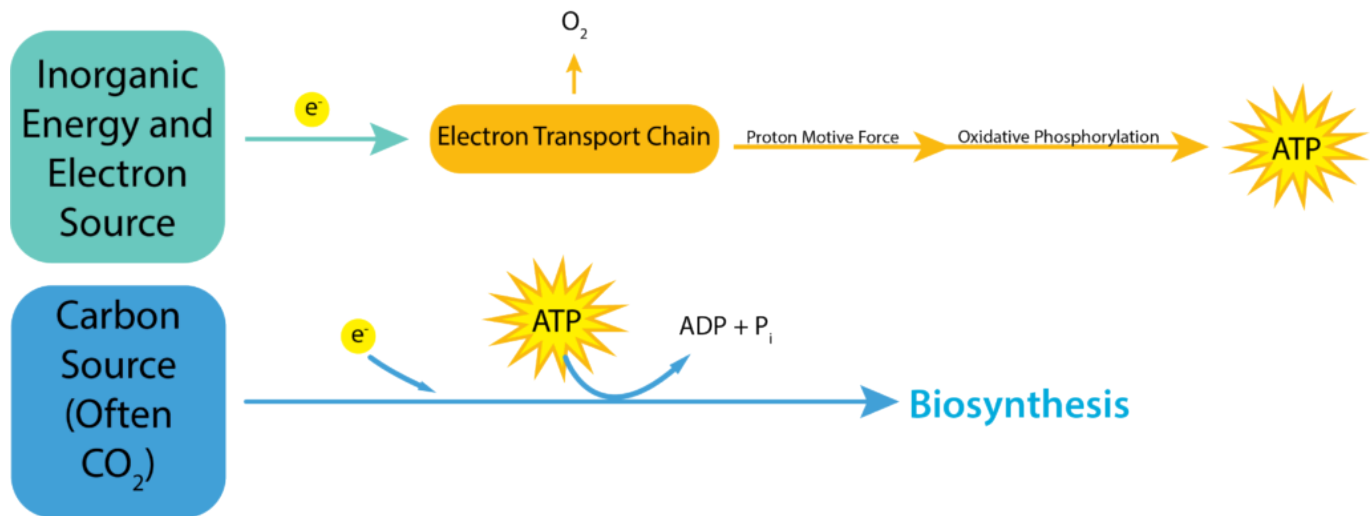 Inorganic
Energy and
Electron
Source
e⁻
O₂
Electron Transport Chain
Proton Motive Force
Oxidative Phosphorylation
ATP
Carbon
Source
(Often
CO₂)
e⁻
ATP
ADP + Pᵢ
Biosynthesis